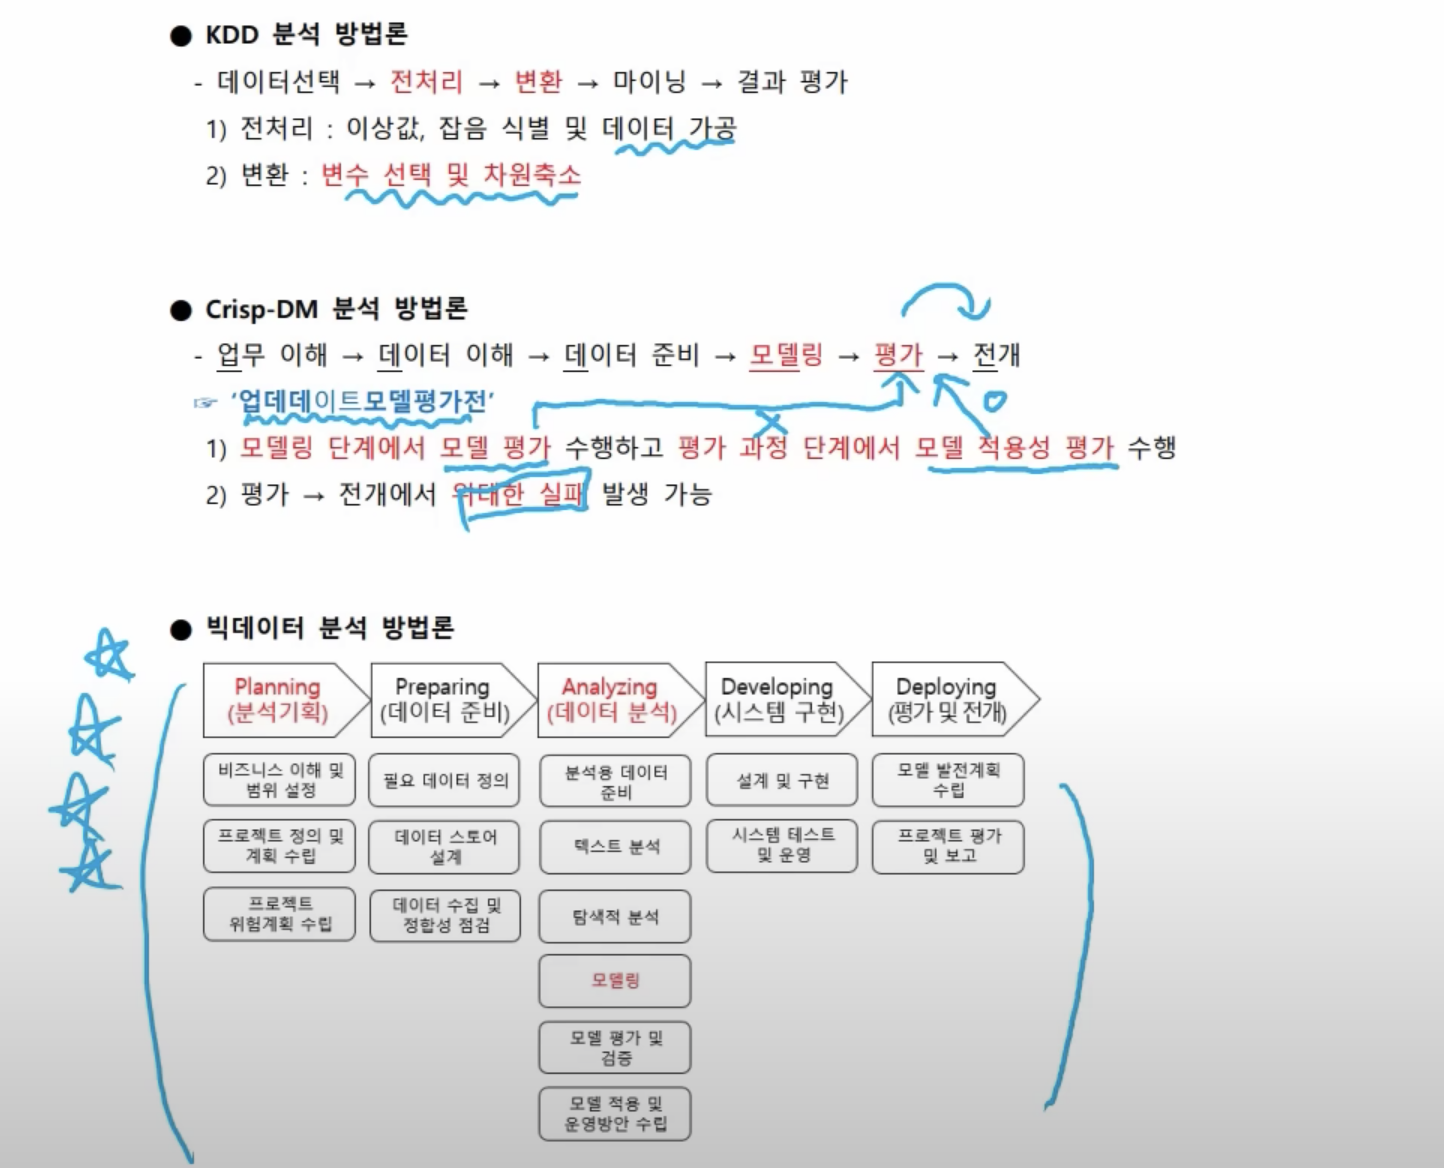 ● KDD 분석 방법론
- 데이터선택 → 전처리 → 변환 → 마이닝 → 결과 평가
1) 전처리 : 이상값, 잡음 식별 및 데이터 가공
2) 변환 : 변수 선택 및 차원축소
● Crisp-DM 분석 방법론
- 업무 이해 → 데이터 이해 → 데이터 준비 → 모델링 → 평가 → 전개
☞ ‘업데데이트모델평가전’
1) 모델링 단계에서 모델 평가 수행하고 평가 과정 단계에서 모델 적용성 평가 수행
2) 평가 → 전개에서 위대한 실패 발생 가능
● 빅데이터 분석 방법론
Planning
(분석기획)
비즈니스 이해 및
범위 설정
프로젝트 정의 및
계획 수립
프로젝트
위험계획 수립
Preparing
(데이터 준비)
필요 데이터 정의
데이터 스토어
설계
데이터 수집 및
정합성 점검
Analyzing
(데이터 분석)
분석용 데이터
준비
텍스트 분석
탐색적 분석
모델링
모델 평가 및
검증
모델 적용 및
운영방안 수립
Developing
(시스템 구현)
설계 및 구현
시스템 테스트
및 운영
Deploying
(평가 및 전개)
모델 발전계획
수립
프로젝트 평가
및 보고